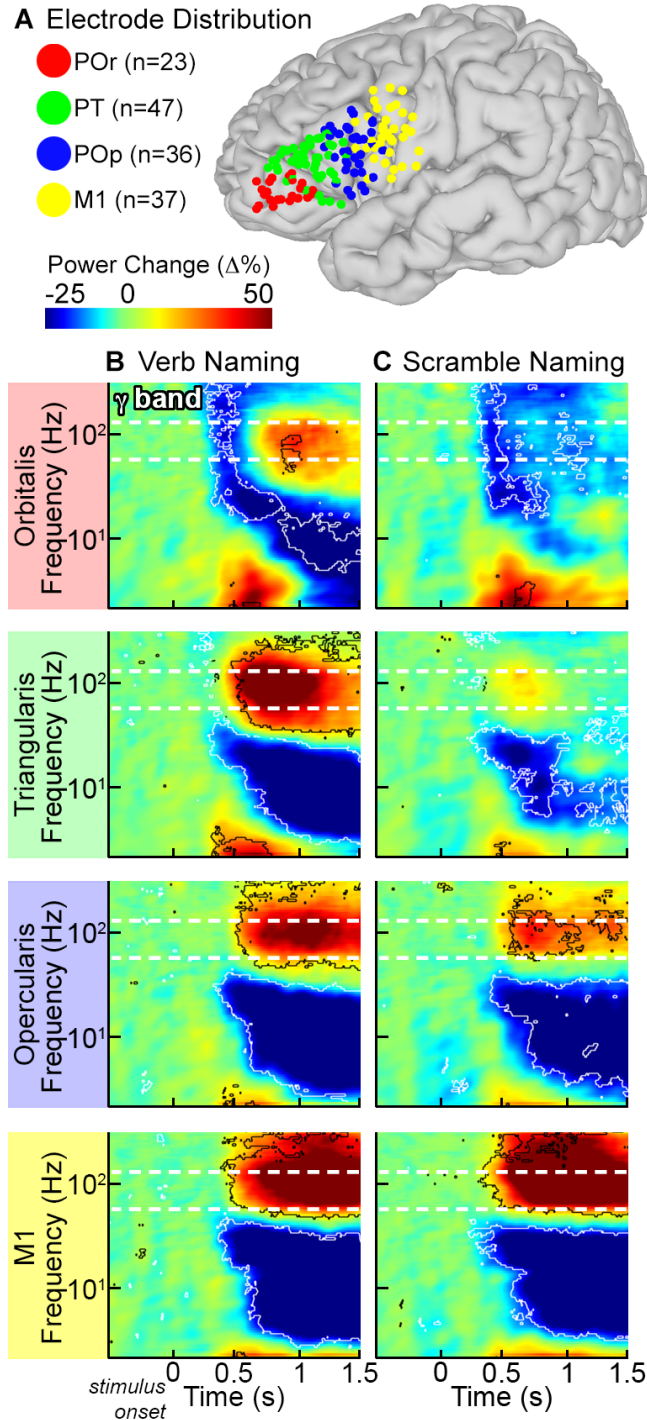 A Electrode Distribution
POr (n=23)
PT (n=47)
POp (n=36)
M1 (n=37)
Power Change (Δ%)
-25 0 50
B Verb Naming C Scramble Naming
γ band
Orbitalis
Frequency (Hz)
10²
10¹
Triangularis
Frequency (Hz)
10²
10¹
Opercularis
Frequency (Hz)
10²
10¹
M1
Frequency (Hz)
10²
10¹
0 0.5 1 1.5 0 0.5 1 1.5
stimulus
onset
Time (s) Time (s)